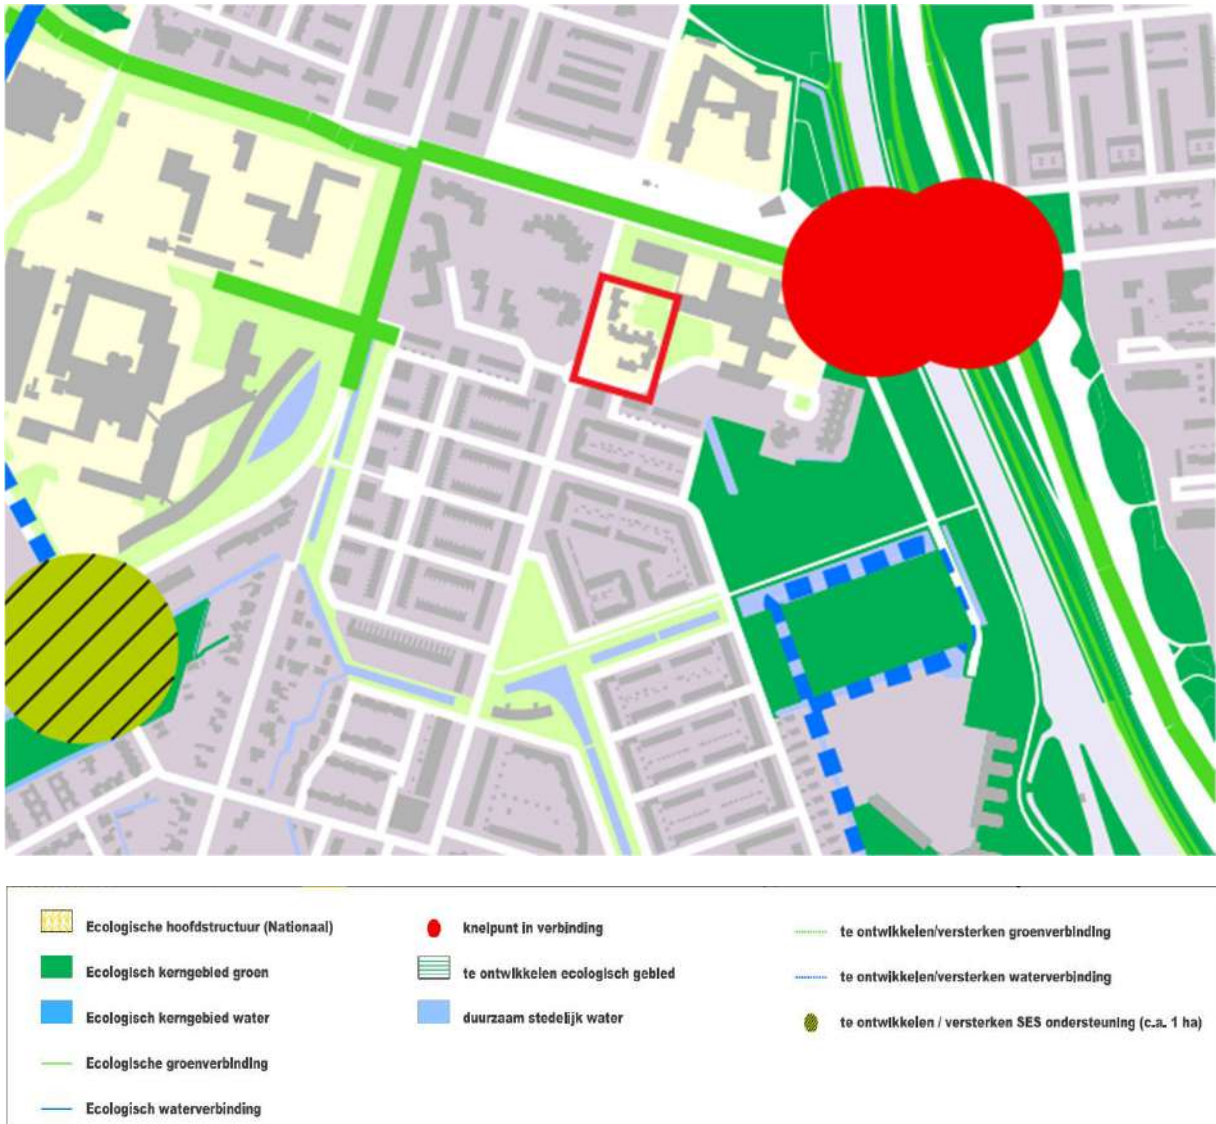 Ecologische hoofdstructuur (Nationaal)
Ecologisch kerngebied groen
Ecologisch kerngebied water
Ecologische groenverbinding
Ecologisch waterverbinding
knelpunt in verbinding
te ontwikkelen ecologisch gebied
duurzaam stedelijk water
te ontwikkelen/versterken groenverbinding
te ontwikkelen/versterken waterverbinding
te ontwikkelen / versterken SES ondersteuning (c.a. 1 ha)